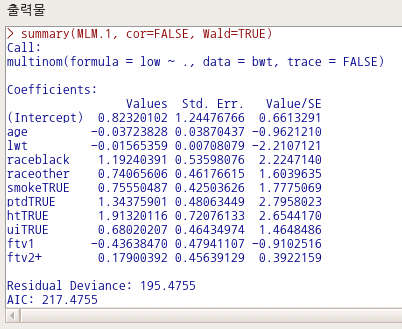 출력물
> summary(MLM.1, cor=FALSE, Wald=TRUE)
Call:
multinom(formula = low ~ ., data = bwt, trace = FALSE)
Coefficients:
Values Std. Err. Value/SE
(Intercept) 0.82320102 1.24476766 0.6613291
age -0.03723828 0.03870437 -0.9621210
lwt -0.01565359 0.00708079 -2.2107121
raceblack 1.19240391 0.53598076 2.2247140
raceother 0.74065606 0.46176615 1.6039635
smokeTRUE 0.75550487 0.42503626 1.7775069
ptdTRUE 1.34375901 0.48063449 2.7958023
htTRUE 1.91320116 0.72076133 2.6544170
uiTRUE 0.68020207 0.46434974 1.4648486
ftv1 -0.43638470 0.47941107 -0.9102516
ftv2+ 0.17900392 0.45639129 0.3922159
Residual Deviance: 195.4755
AIC: 217.4755